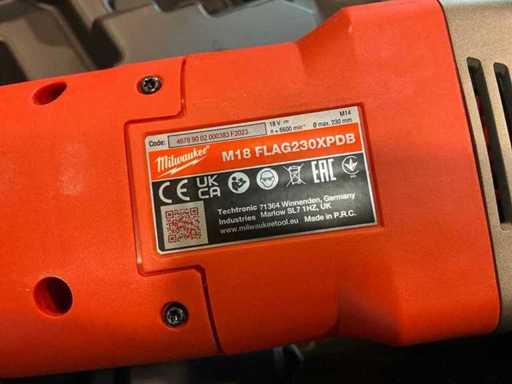 Code: 4678 90 02 000383 F2023
18 V ⎓ M14
n = 6600 min⁻¹ Ø max. 230 mm
Milwaukee M18 FLAG230XPDB
CE UK CA EAC
Techtronic 71364 Winnenden, Germany
Industries Marlow SL7 1HZ, UK
www.milwaukeetool.eu Made in P.R.C.